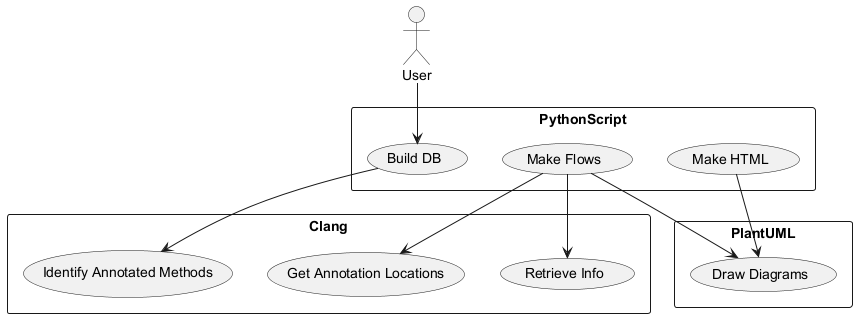 User
PythonScript
Build DB
Make Flows
Make HTML
Clang
PlantUML
Identify Annotated Methods
Get Annotation Locations
Retrieve Info
Draw Diagrams